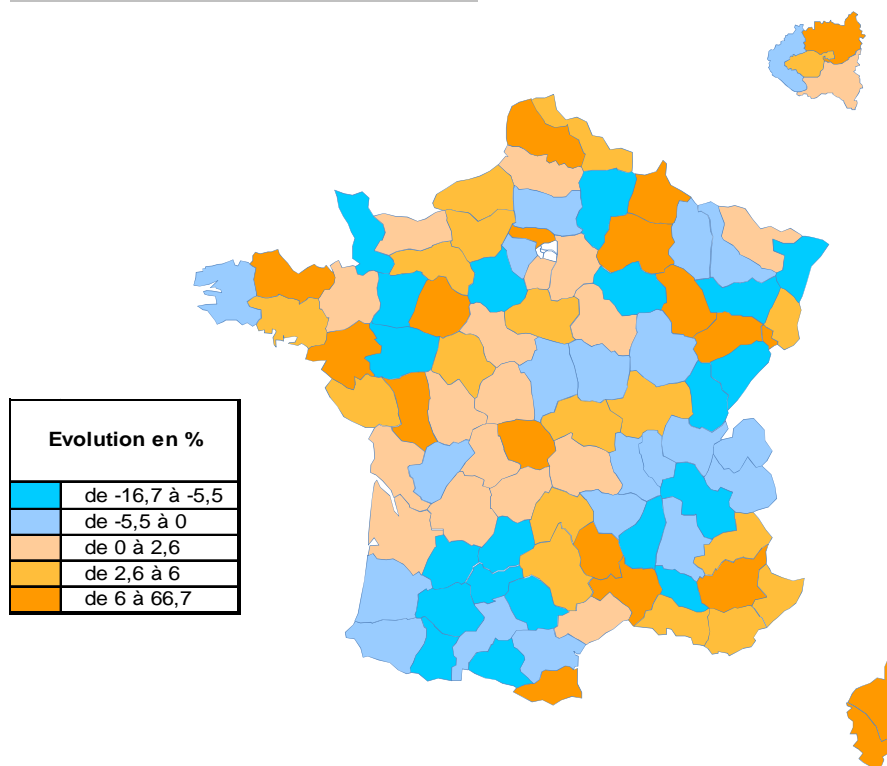 Evolution en %
de -16,7 à -5,5
de -5,5 à 0
de 0 à 2,6
de 2,6 à 6
de 6 à 66,7